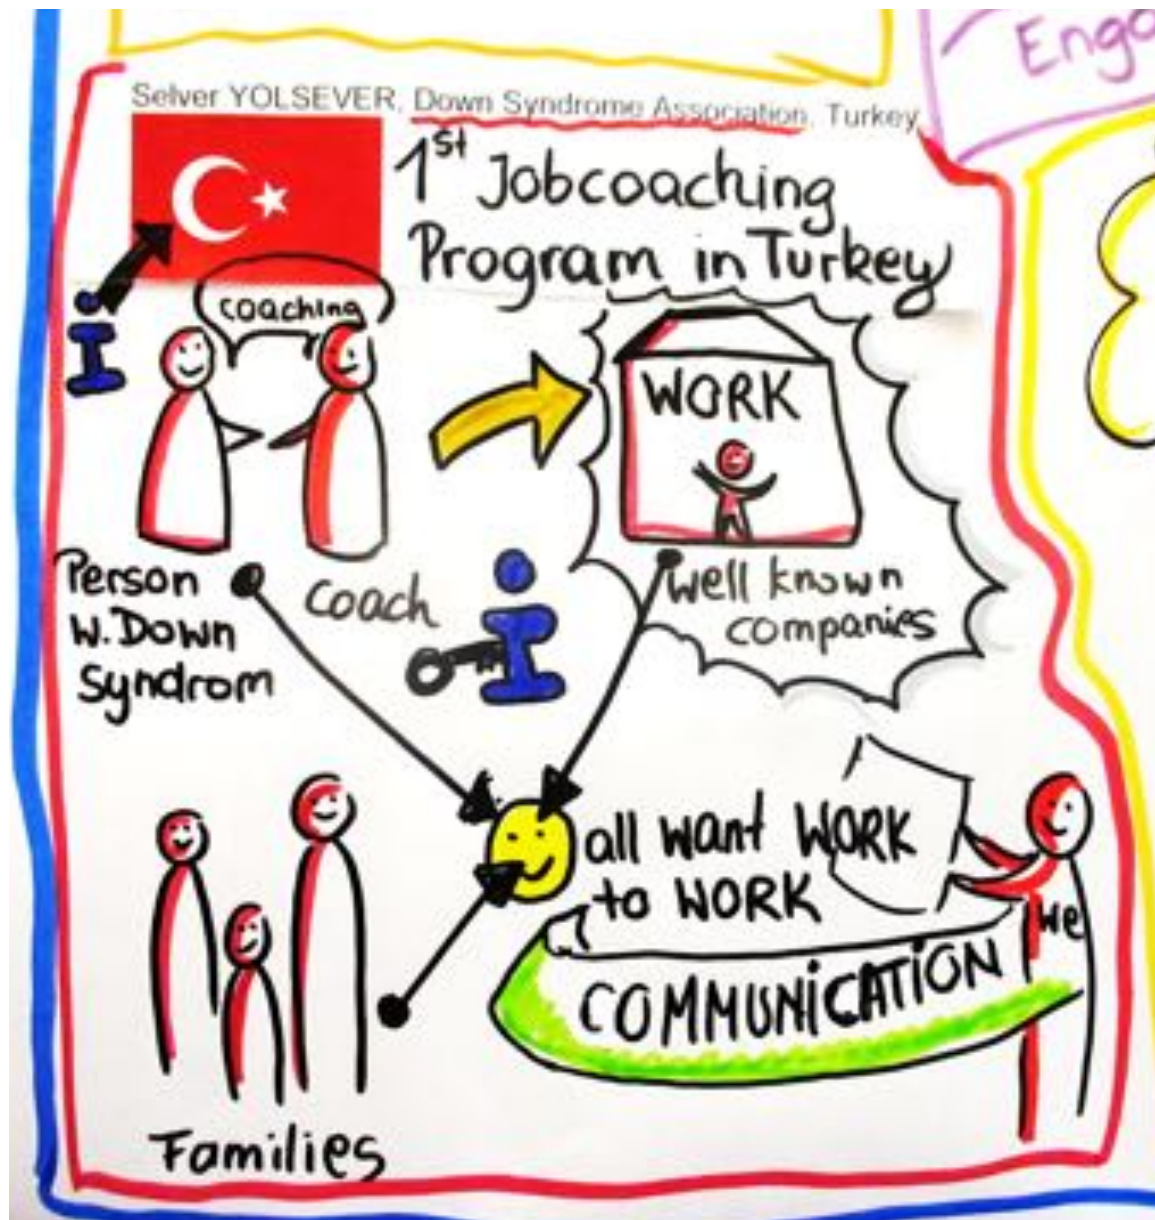 Enga
Selver YOLSEVER, Down Syndrome Association, Turkey
1st Jobcoaching
Program in Turkey
coaching
i
WORK
Person
W. Down
Syndrom
coach
i
well known
companies
all want WORK
to WORK
we
COMMUNiCATiON
Families